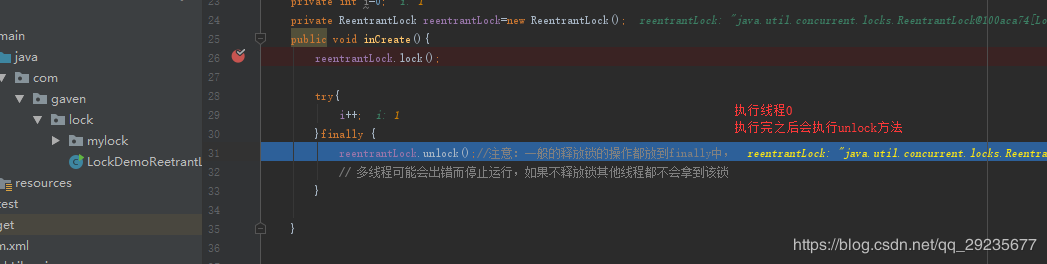 23 private int i=0; i: 1
24 private ReentrantLock reentrantLock=new ReentrantLock(); reentrantLock: "java.util.concurrent.locks.ReentrantLock@100aca74[Lo
25 public void inCreate(){
26 reentrantLock.lock();
27
28 try{
29 i++; i: 1
30 }finally {
31 reentrantLock.unlock();//注意：一般的释放锁的操作都放到finally中， reentrantLock: "java.util.concurrent.locks.Reentra
32 // 多线程可能会出错而停止运行，如果不释放锁其他线程都不会拿到该锁
33 }
34
35 }
36
main
java
com
gaven
lock
mylock
LockDemoReetrantL
resources
test
get
m.xml
执行线程0
执行完之后会执行unlock方法
https://blog.csdn.net/qq_29235677